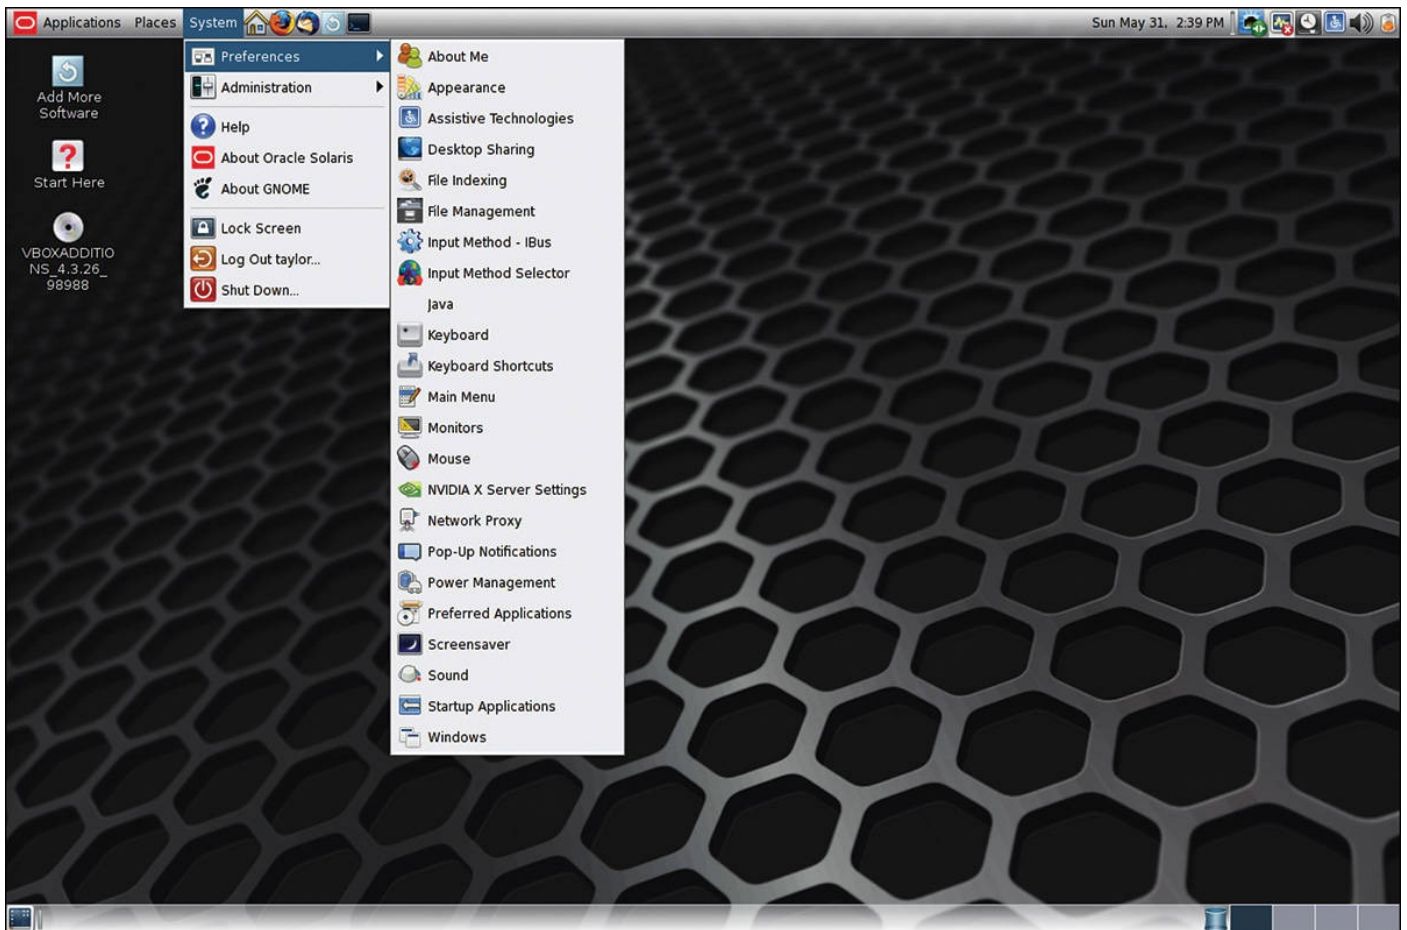 Applications Places System
Sun May 31, 2:39 PM
Add More
Software
Start Here
VBOXADDITIO
NS_4.3.26_
98988
Preferences
Administration
Help
About Oracle Solaris
About GNOME
Lock Screen
Log Out taylor...
Shut Down...
About Me
Appearance
Assistive Technologies
Desktop Sharing
File Indexing
File Management
Input Method - IBus
Input Method Selector
Java
Keyboard
Keyboard Shortcuts
Main Menu
Monitors
Mouse
NVIDIA X Server Settings
Network Proxy
Pop-Up Notifications
Power Management
Preferred Applications
Screensaver
Sound
Startup Applications
Windows